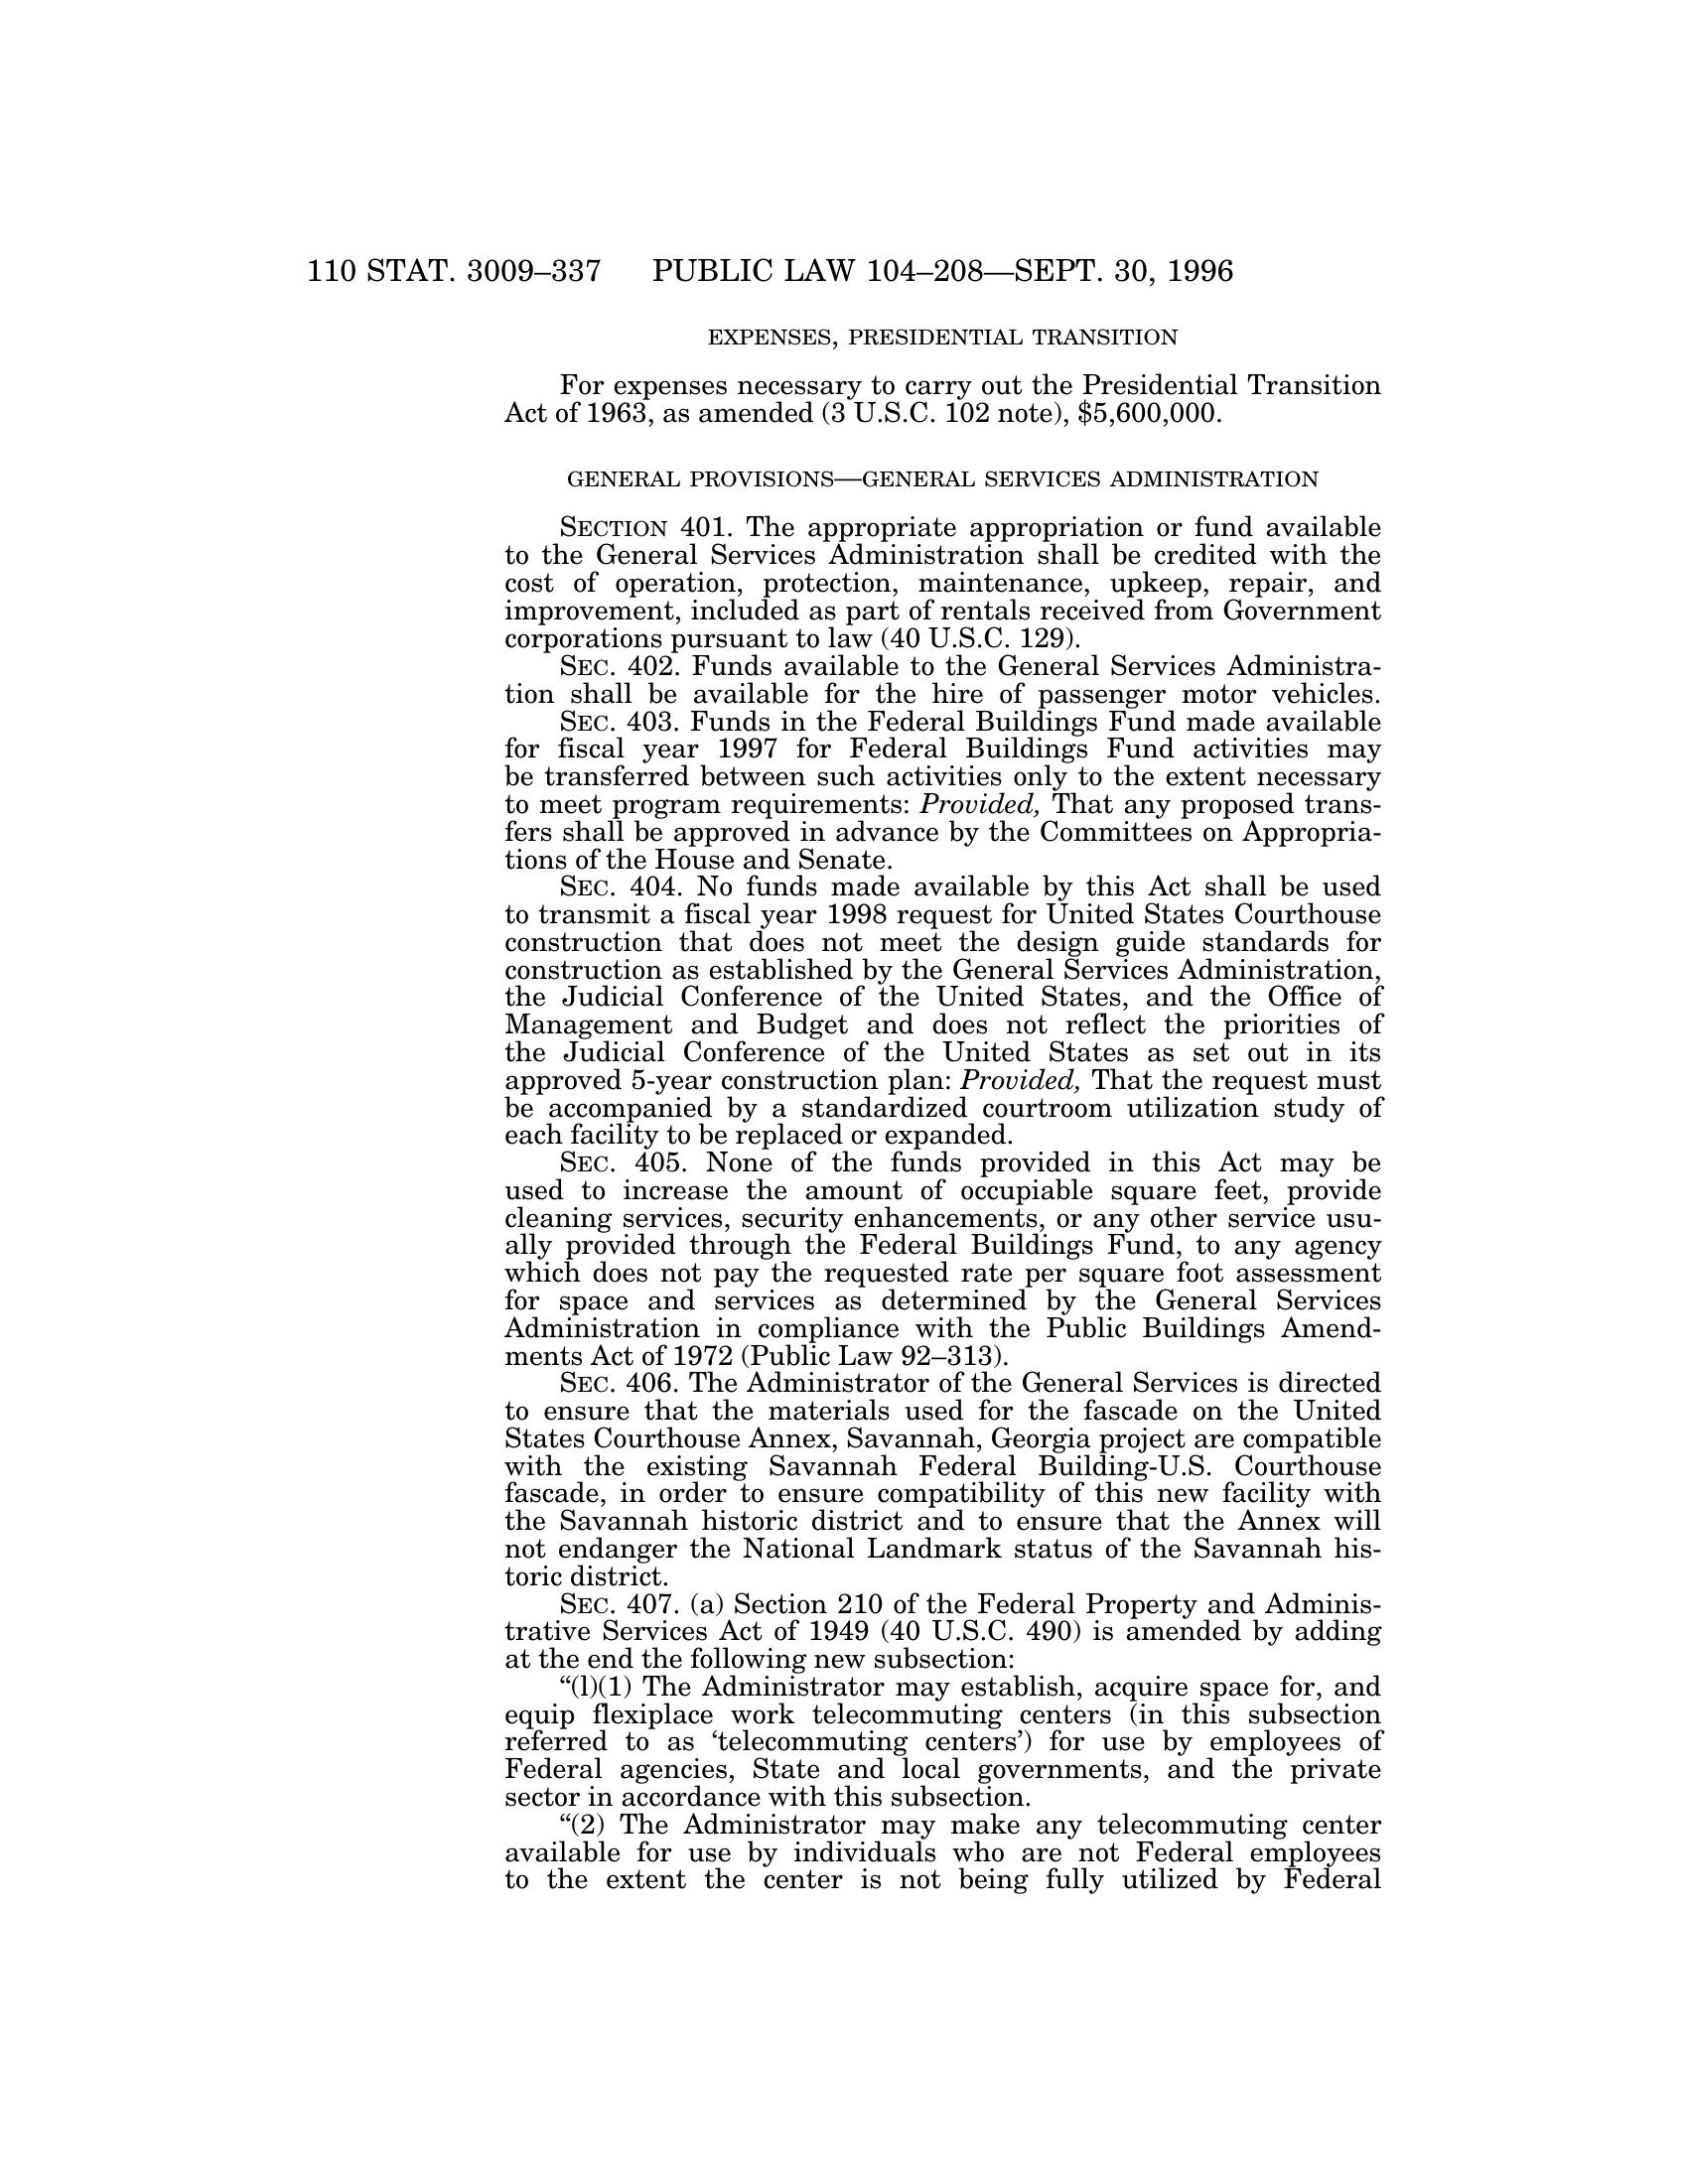 110 STAT. 3009–337 PUBLIC LAW 104–208—SEPT. 30, 1996
EXPENSES, PRESIDENTIAL TRANSITION
For expenses necessary to carry out the Presidential Transition
Act of 1963, as amended (3 U.S.C. 102 note), $5,600,000.
GENERAL PROVISIONS—GENERAL SERVICES ADMINISTRATION
SECTION 401. The appropriate appropriation or fund available
to the General Services Administration shall be credited with the
cost of operation, protection, maintenance, upkeep, repair, and
improvement, included as part of rentals received from Government
corporations pursuant to law (40 U.S.C. 129).
SEC. 402. Funds available to the General Services Administra-
tion shall be available for the hire of passenger motor vehicles.
SEC. 403. Funds in the Federal Buildings Fund made available
for fiscal year 1997 for Federal Buildings Fund activities may
be transferred between such activities only to the extent necessary
to meet program requirements: Provided, That any proposed trans-
fers shall be approved in advance by the Committees on Appropria-
tions of the House and Senate.
SEC. 404. No funds made available by this Act shall be used
to transmit a fiscal year 1998 request for United States Courthouse
construction that does not meet the design guide standards for
construction as established by the General Services Administration,
the Judicial Conference of the United States, and the Office of
Management and Budget and does not reflect the priorities of
the Judicial Conference of the United States as set out in its
approved 5-year construction plan: Provided, That the request must
be accompanied by a standardized courtroom utilization study of
each facility to be replaced or expanded.
SEC. 405. None of the funds provided in this Act may be
used to increase the amount of occupiable square feet, provide
cleaning services, security enhancements, or any other service usu-
ally provided through the Federal Buildings Fund, to any agency
which does not pay the requested rate per square foot assessment
for space and services as determined by the General Services
Administration in compliance with the Public Buildings Amend-
ments Act of 1972 (Public Law 92–313).
SEC. 406. The Administrator of the General Services is directed
to ensure that the materials used for the fascade on the United
States Courthouse Annex, Savannah, Georgia project are compatible
with the existing Savannah Federal Building-U.S. Courthouse
fascade, in order to ensure compatibility of this new facility with
the Savannah historic district and to ensure that the Annex will
not endanger the National Landmark status of the Savannah his-
toric district.
SEC. 407. (a) Section 210 of the Federal Property and Adminis-
trative Services Act of 1949 (40 U.S.C. 490) is amended by adding
at the end the following new subsection:
“(l)(1) The Administrator may establish, acquire space for, and
equip flexiplace work telecommuting centers (in this subsection
referred to as ‘telecommuting centers’) for use by employees of
Federal agencies, State and local governments, and the private
sector in accordance with this subsection.
“(2) The Administrator may make any telecommuting center
available for use by individuals who are not Federal employees
to the extent the center is not being fully utilized by Federal